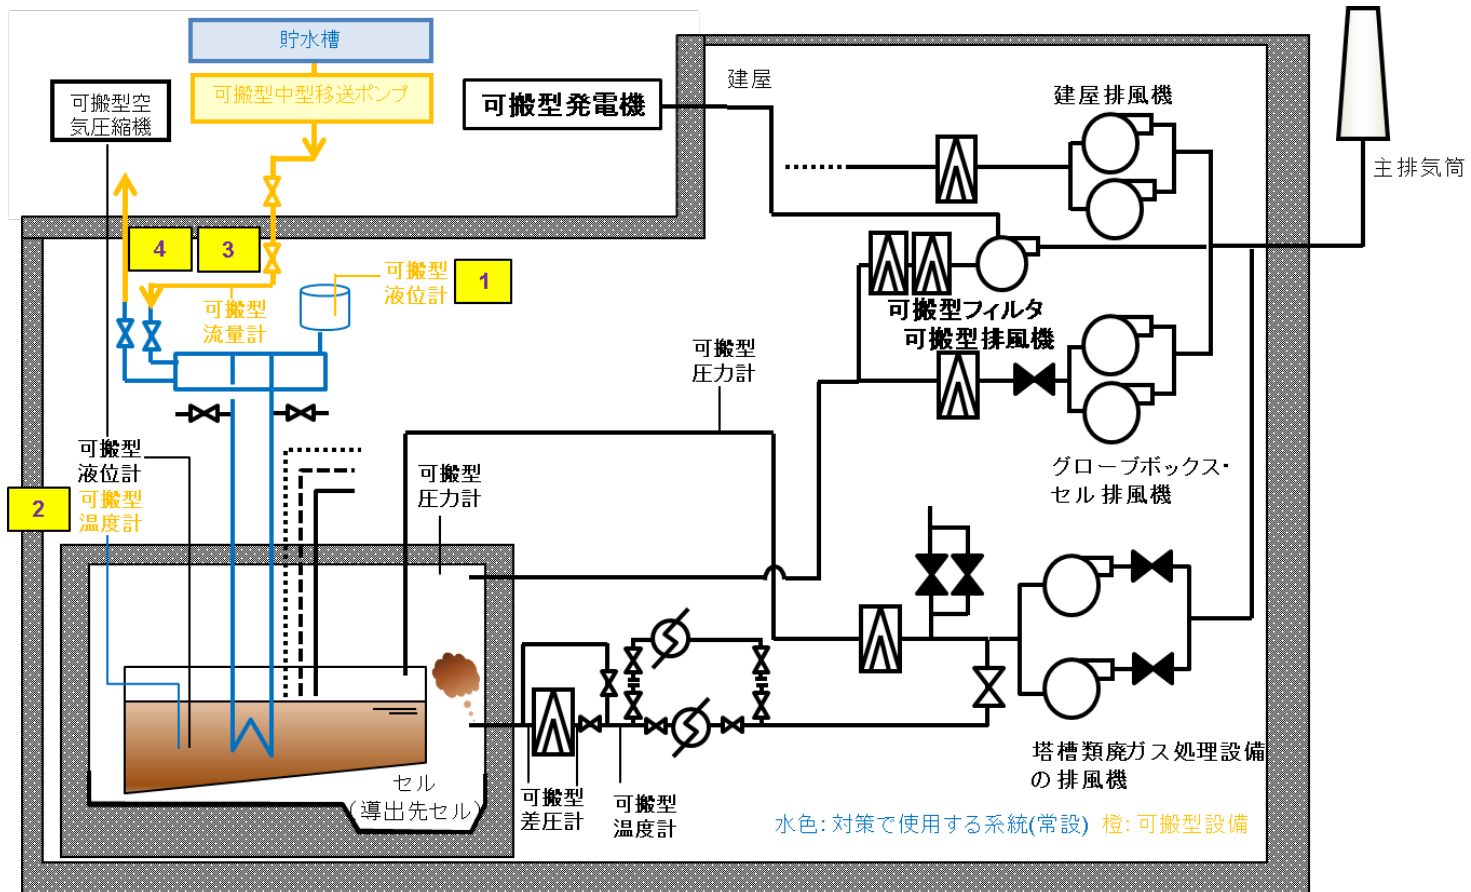 貯水槽
可搬型中型移送ポンプ
可搬型空
気圧縮機
可搬型発電機
建屋
建屋排風機
主排気筒
4
3
可搬型
液位計
1
可搬型
流量計
可搬型フィルタ
可搬型排風機
可搬型
圧力計
可搬型
液位計
2
可搬型
温度計
可搬型
圧力計
グローブボックス・
セル排風機
セル
(導出先セル)
可搬型
差圧計
可搬型
温度計
塔槽類廃ガス処理設備
の排風機
水色:対策で使用する系統(常設) 橙:可搬型設備